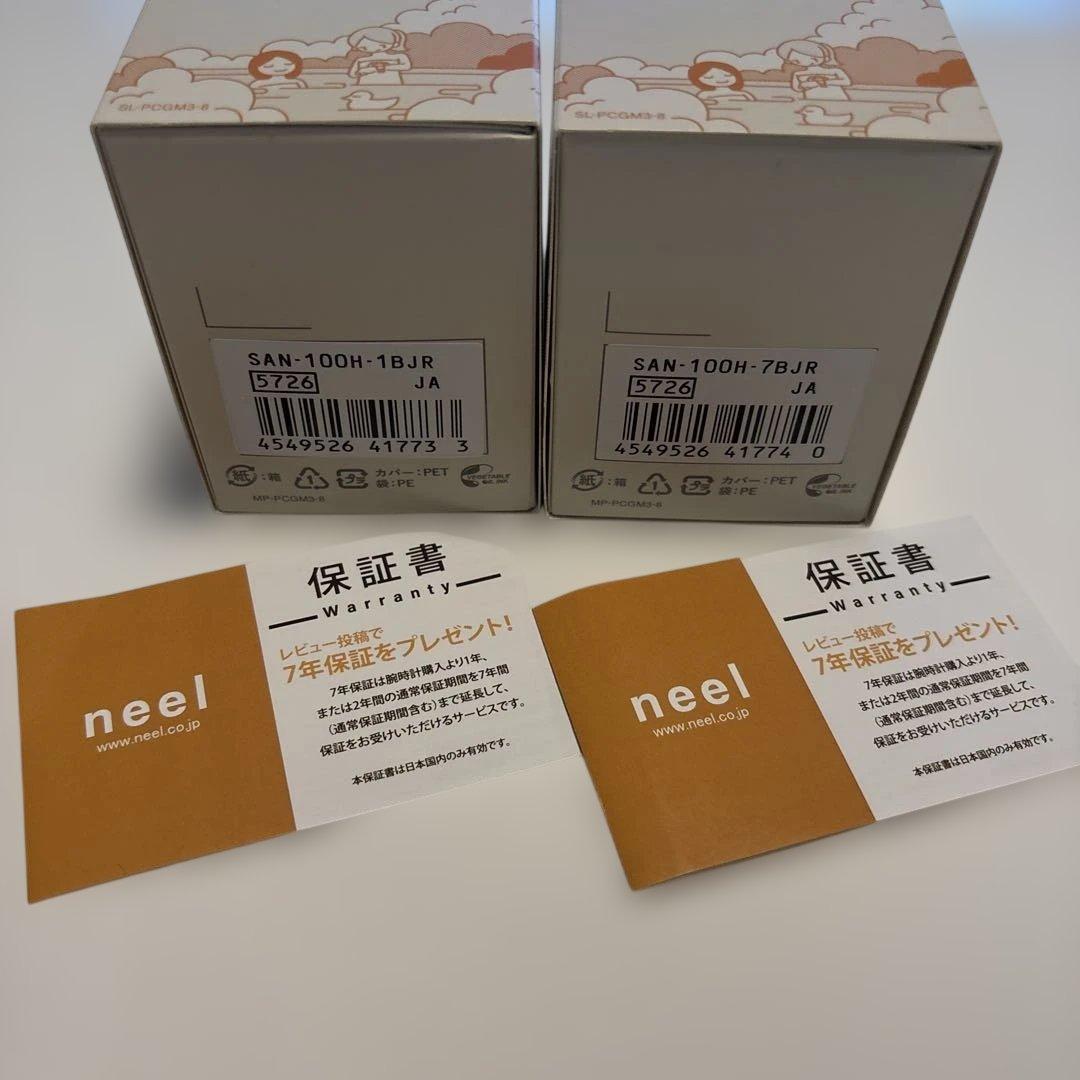 SL-PCGM3-8
SAN-100H-1BJR
5726 JA
4549526 41773 3
紙:箱 1 プラ カバー:PET
袋:PE
VEGETABLE
OIL INK
MP-PCGM3-8
SL-PCGM3-8
SAN-100H-7BJR
5726 JA
4549526 41774 0
紙:箱 1 プラ カバー:PET
袋:PE
VEGETABLE
OIL INK
MP-PCGM3-8
neel
www.neel.co.jp
保証書
Warranty
レビュー投稿で
7年保証をプレゼント!
7年保証は腕時計購入より1年、
または2年間の通常保証期間を7年間
(通常保証期間含む)まで延長して、
保証をお受けいただけるサービスです。
本保証書は日本国内のみ有効です。
neel
www.neel.co.jp
保証書
Warranty
レビュー投稿で
7年保証をプレゼント!
7年保証は腕時計購入より1年、
または2年間の通常保証期間を7年間
(通常保証期間含む)まで延長して、
保証をお受けいただけるサービスです。
本保証書は日本国内のみ有効です。